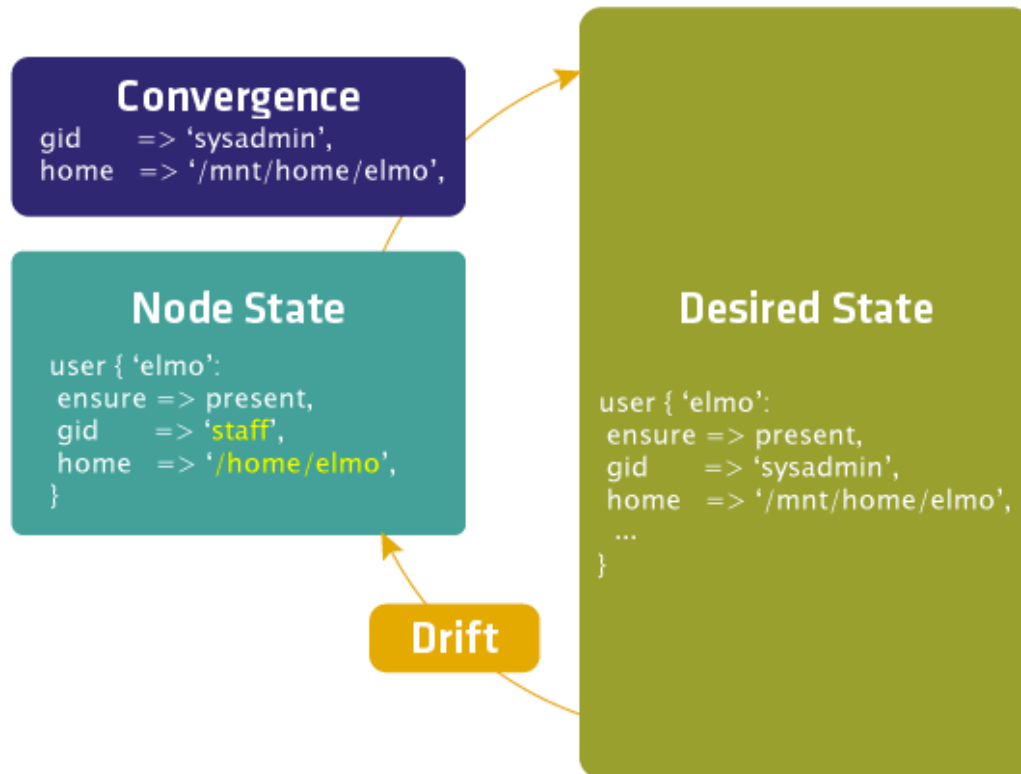 Convergence
gid => ‘sysadmin’,
home => ‘/mnt/home/elmo’,
Node State
user { ‘elmo’:
ensure => present,
gid => ‘staff’,
home => ‘/home/elmo’,
}
Drift
Desired State
user { ‘elmo’:
ensure => present,
gid => ‘sysadmin’,
home => ‘/mnt/home/elmo’,
...
}